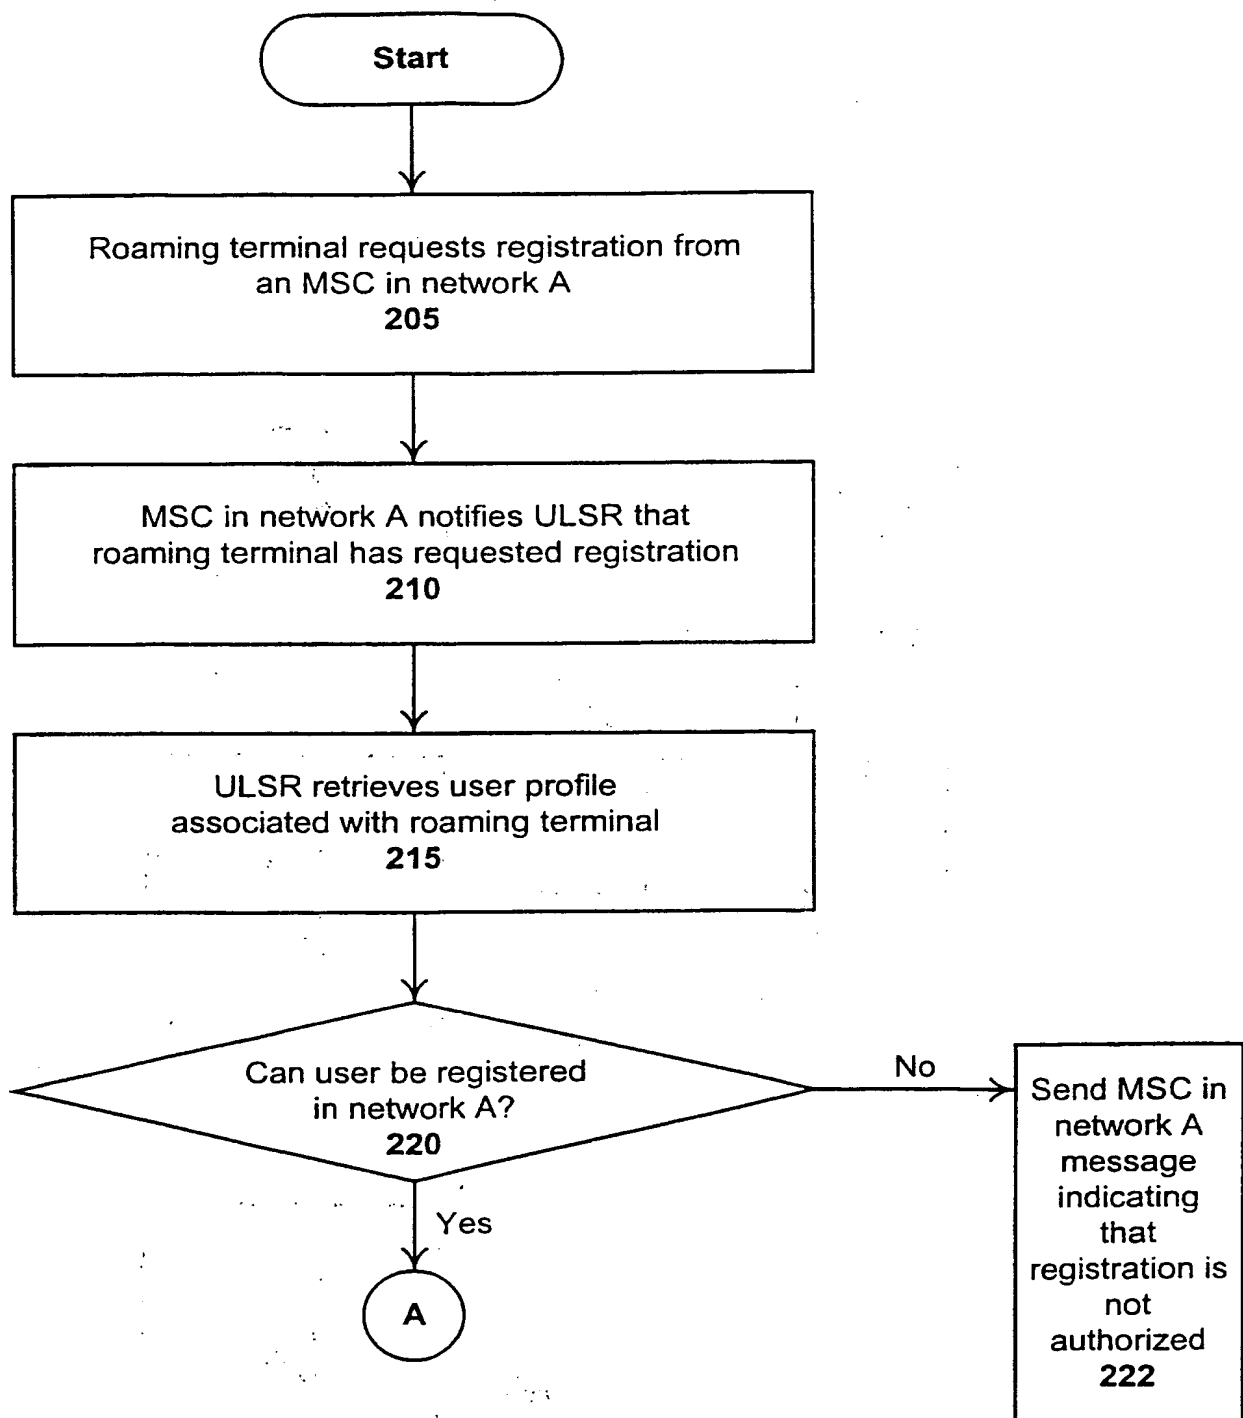 Start
Roaming terminal requests registration from
an MSC in network A
205
MSC in network A notifies ULSR that
roaming terminal has requested registration
210
ULSR retrieves user profile
associated with roaming terminal
215
Can user be registered
in network A?
220
No
Send MSC in
network A
message
indicating
that
registration is
not
authorized
222
Yes
A